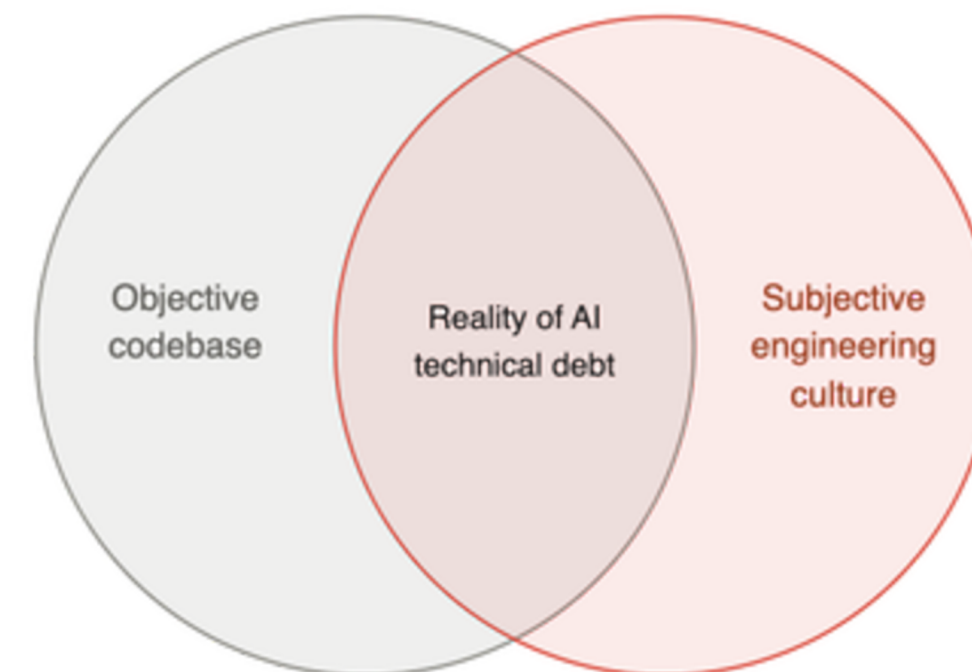 Objective
codebase
Reality of AI
technical debt
Subjective
engineering
culture